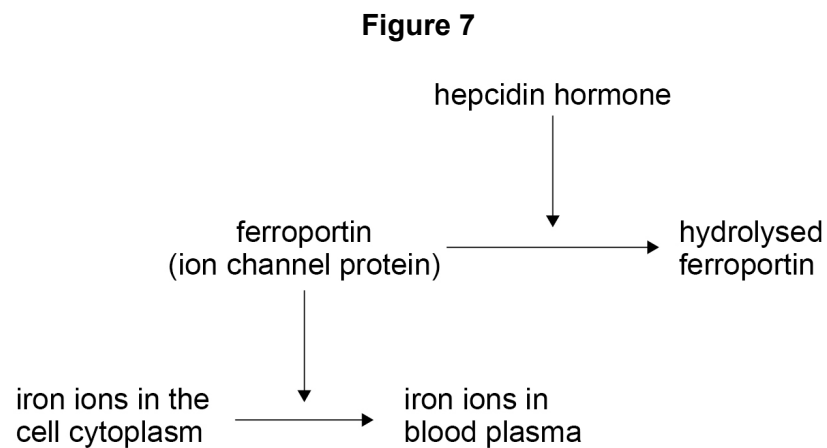 Figure 7
hepcidin hormone
ferroportin
(ion channel protein)
hydrolysed
ferroportin
iron ions in the
cell cytoplasm
iron ions in
blood plasma